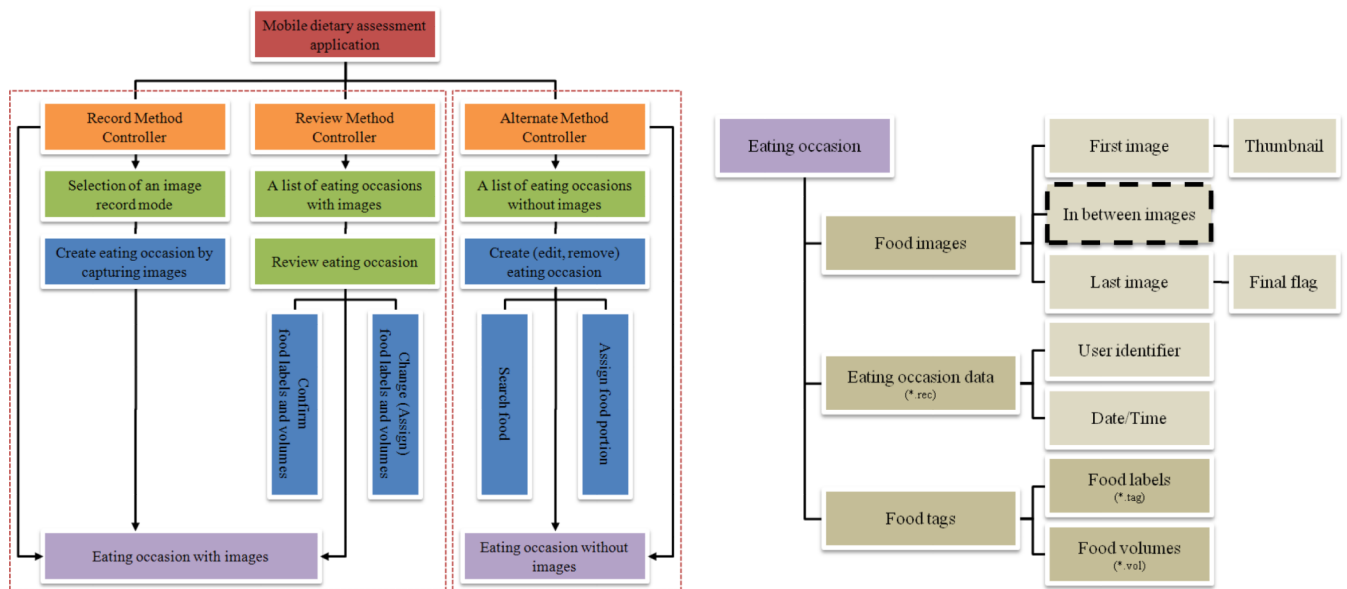 Mobile dietary assessment
application
Record Method
Controller
Review Method
Controller
Alternate Method
Controller
Selection of an image
record mode
A list of eating occasions
with images
A list of eating occasions
without images
Create eating occasion by
capturing images
Review eating occasion
Create (edit, remove)
eating occasion
Confirm
food labels and volumes
Change (Assign)
food labels and volumes
Search food
Assign food portion
Eating occasion with images
Eating occasion without
images
Eating occasion
Food images
First image
Thumbnail
In between images
Last image
Final flag
Eating occasion data
(*.rec)
User identifier
Date/Time
Food tags
Food labels
(*.tag)
Food volumes
(*.vol)